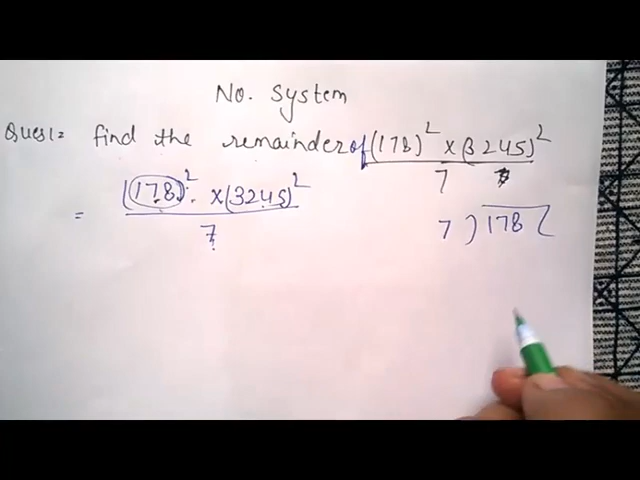 No. System
Ques1= find the remainder of (178)² × (3245)²
7
= (178)² × (3245)²
7
7 ) 178 (